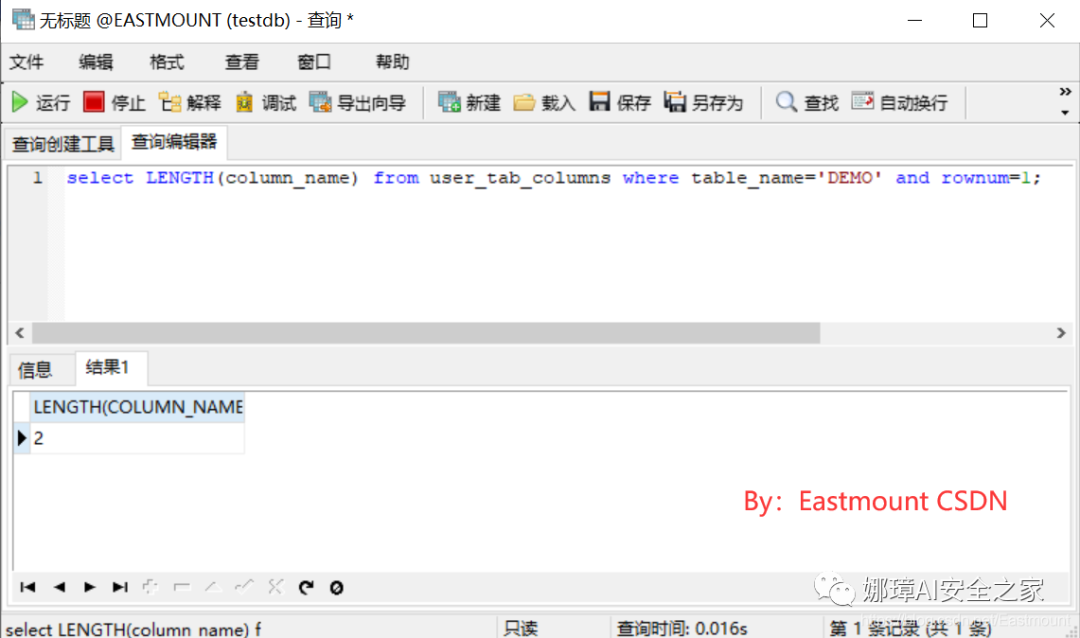 无标题 @EASTMOUNT (testdb) - 查询 *
文件 编辑 格式 查看 窗口 帮助
运行 停止 解释 调试 导出向导 新建 载入 保存 另存为 查找 自动换行
查询创建工具 查询编辑器
1 select LENGTH(column_name) from user_tab_columns where table_name='DEMO' and rownum=1;
信息 结果1
LENGTH(COLUMN_NAME
2
By：Eastmount CSDN
娜璋AI安全之家
select LENGTH(column_name) f 只读 查询时间: 0.016s 第 1 条记录 (共 1 条)